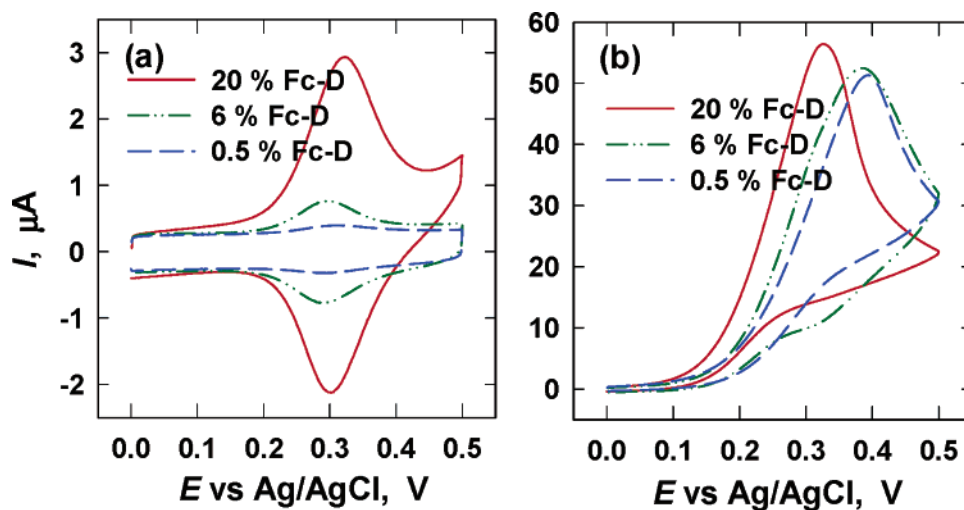 (a)
20 % Fc-D
6 % Fc-D
0.5 % Fc-D
3
2
1
0
-1
-2
I, µA
0.0 0.1 0.2 0.3 0.4 0.5
E vs Ag/AgCl, V
(b)
20 % Fc-D
6 % Fc-D
0.5 % Fc-D
60
50
40
30
20
10
0
0.0 0.1 0.2 0.3 0.4 0.5
E vs Ag/AgCl, V